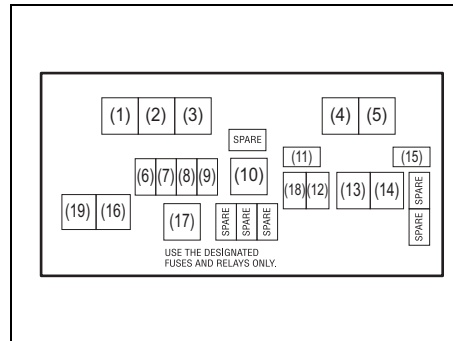 (1) (2) (3) (4) (5)
SPARE
(11) (15)
(6) (7) (8) (9) (10) (18) (12) (13) (14) SPARE
(19) (16) (17) SPARE SPARE SPARE SPARE
USE THE DESIGNATED
FUSES AND RELAYS ONLY.